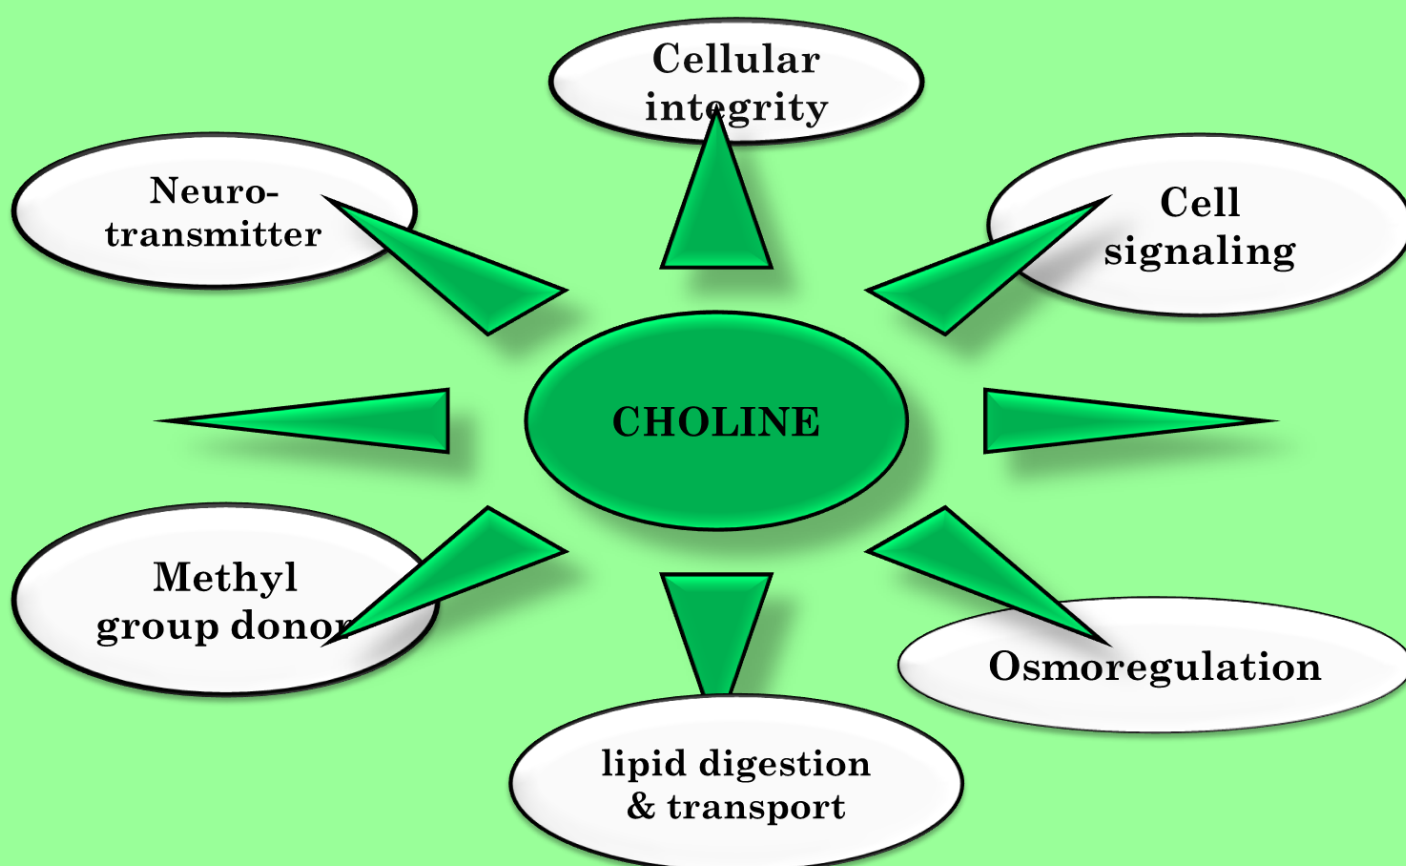 Cellular
integrity
Neuro-
transmitter
Cell
signaling
CHOLINE
Methyl
group donor
Osmoregulation
lipid digestion
& transport